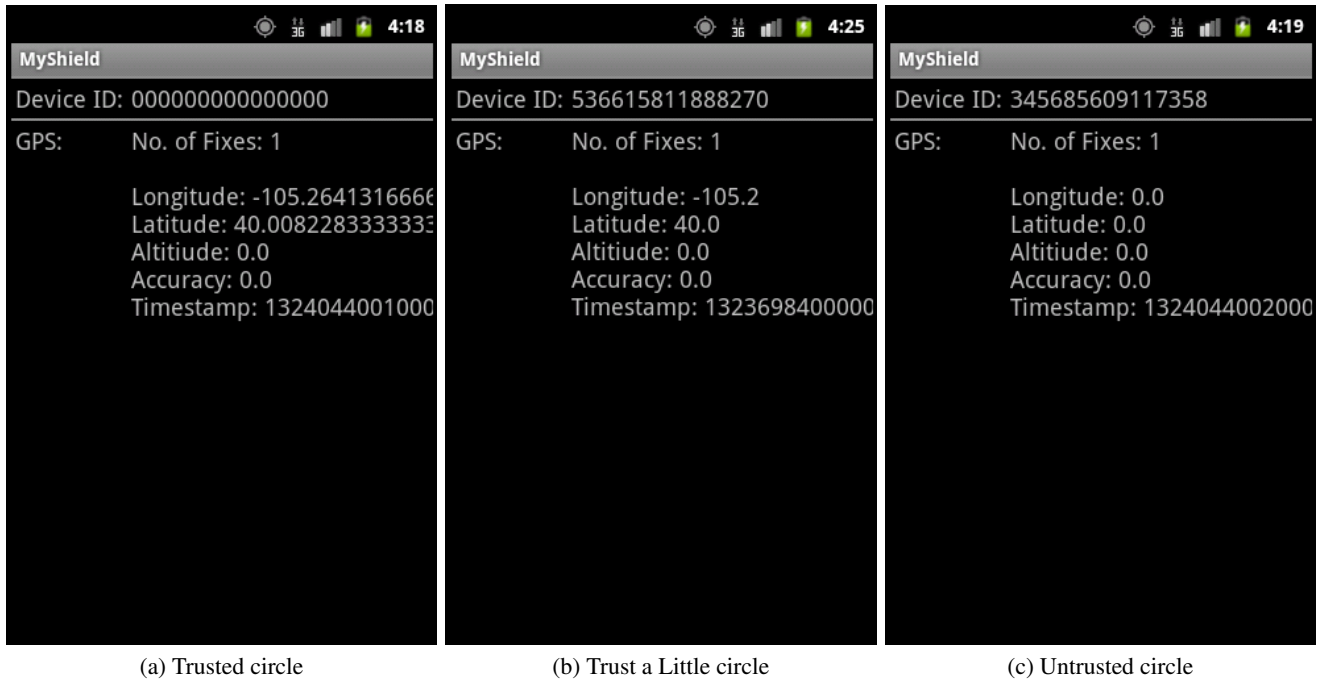 3G 4:18
MyShield
Device ID: 000000000000000
GPS: No. of Fixes: 1
Longitude: -105.2641316666
Latitude: 40.0082283333333
Altitiude: 0.0
Accuracy: 0.0
Timestamp: 1324044001000
(a) Trusted circle
3G 4:25
MyShield
Device ID: 536615811888270
GPS: No. of Fixes: 1
Longitude: -105.2
Latitude: 40.0
Altitiude: 0.0
Accuracy: 0.0
Timestamp: 1323698400000
(b) Trust a Little circle
3G 4:19
MyShield
Device ID: 345685609117358
GPS: No. of Fixes: 1
Longitude: 0.0
Latitude: 0.0
Altitiude: 0.0
Accuracy: 0.0
Timestamp: 1324044002000
(c) Untrusted circle